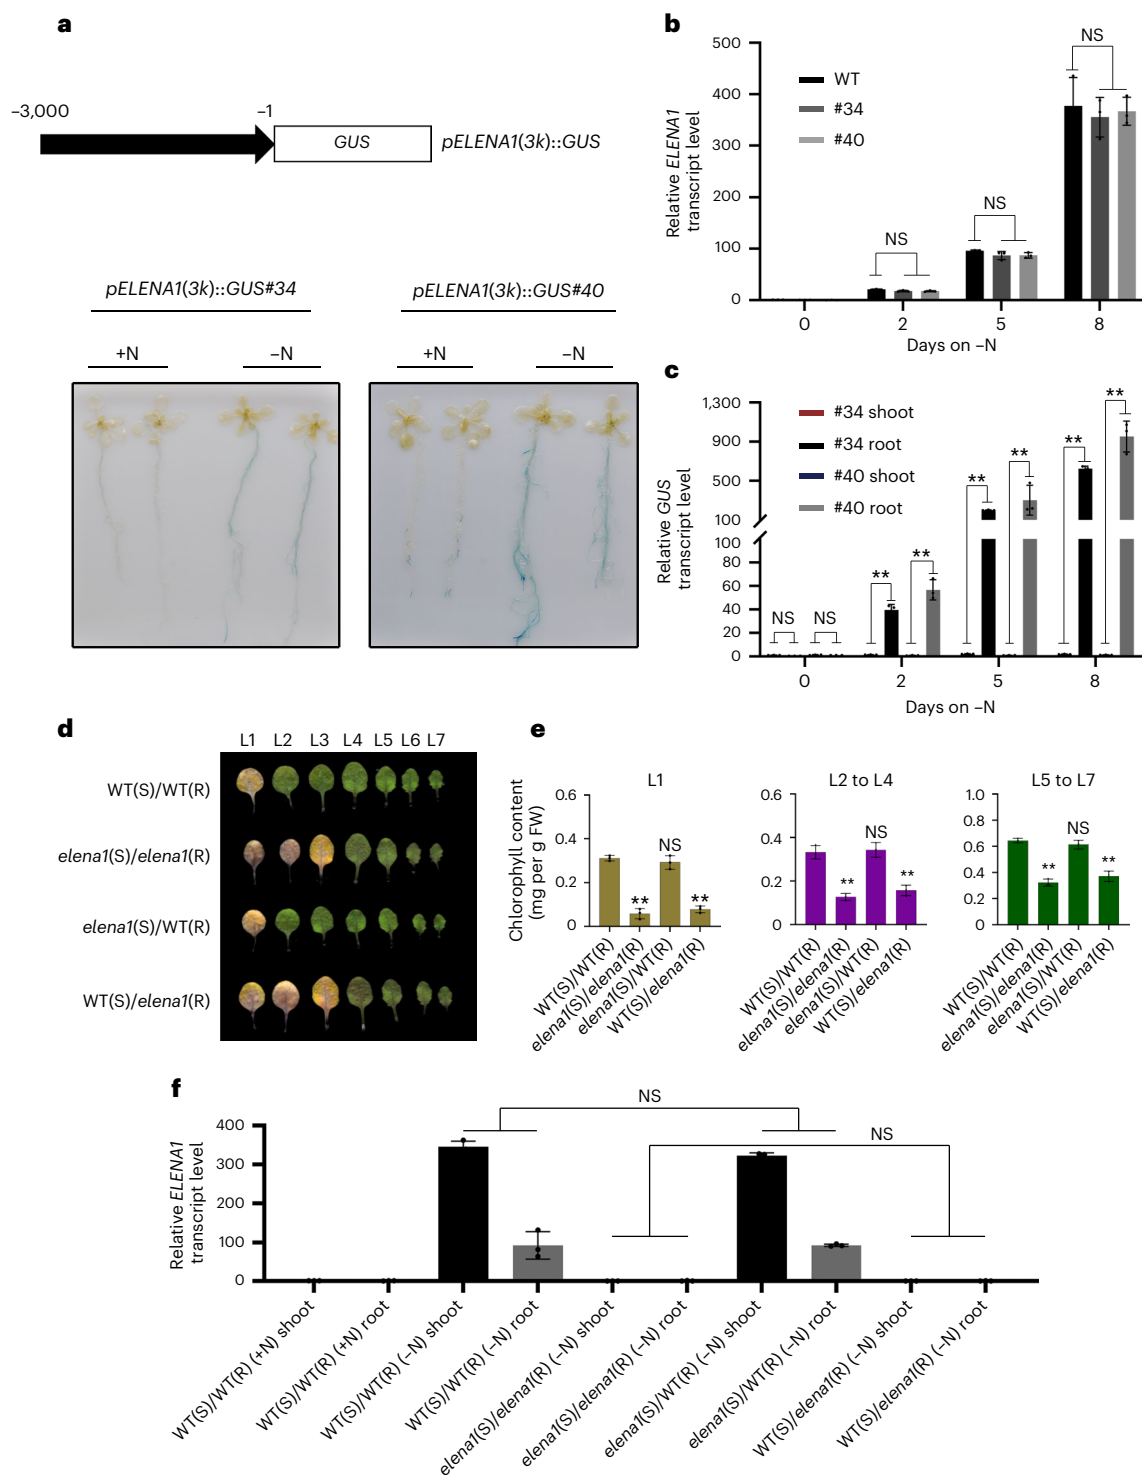 a
–3,000
–1
GUS
pELENA1(3k)::GUS
pELENA1(3k)::GUS#34
pELENA1(3k)::GUS#40
+N
–N
+N
–N
b
Relative ELENA1
transcript level
500
400
300
200
100
0
WT
#34
#40
NS
NS
NS
0
2
5
8
Days on –N
c
Relative GUS
transcript level
1,300
900
500
100
100
80
60
40
20
0
#34 shoot
#34 root
#40 shoot
#40 root
NS
NS
**
**
**
**
**
**
0
2
5
8
Days on –N
d
L1 L2 L3 L4 L5 L6 L7
WT(S)/WT(R)
elena1(S)/elena1(R)
elena1(S)/WT(R)
WT(S)/elena1(R)
e
Chlorophyll content
(mg per g FW)
L1
0.6
0.4
0.2
0
**
NS
**
WT(S)/WT(R)
elena1(S)/elena1(R)
elena1(S)/WT(R)
WT(S)/elena1(R)
L2 to L4
0.6
0.4
0.2
0
**
NS
**
WT(S)/WT(R)
elena1(S)/elena1(R)
elena1(S)/WT(R)
WT(S)/elena1(R)
L5 to L7
1.0
0.8
0.6
0.4
0.2
0
**
NS
**
WT(S)/WT(R)
elena1(S)/elena1(R)
elena1(S)/WT(R)
WT(S)/elena1(R)
f
Relative ELENA1
transcript level
400
300
200
100
0
NS
NS
WT(S)/WT(R) (+N) shoot
WT(S)/WT(R) (+N) root
WT(S)/WT(R) (–N) shoot
WT(S)/WT(R) (–N) root
elena1(S)/elena1(R) (–N) shoot
elena1(S)/elena1(R) (–N) root
elena1(S)/WT(R) (–N) shoot
elena1(S)/WT(R) (–N) root
WT(S)/elena1(R) (–N) shoot
WT(S)/elena1(R) (–N) root